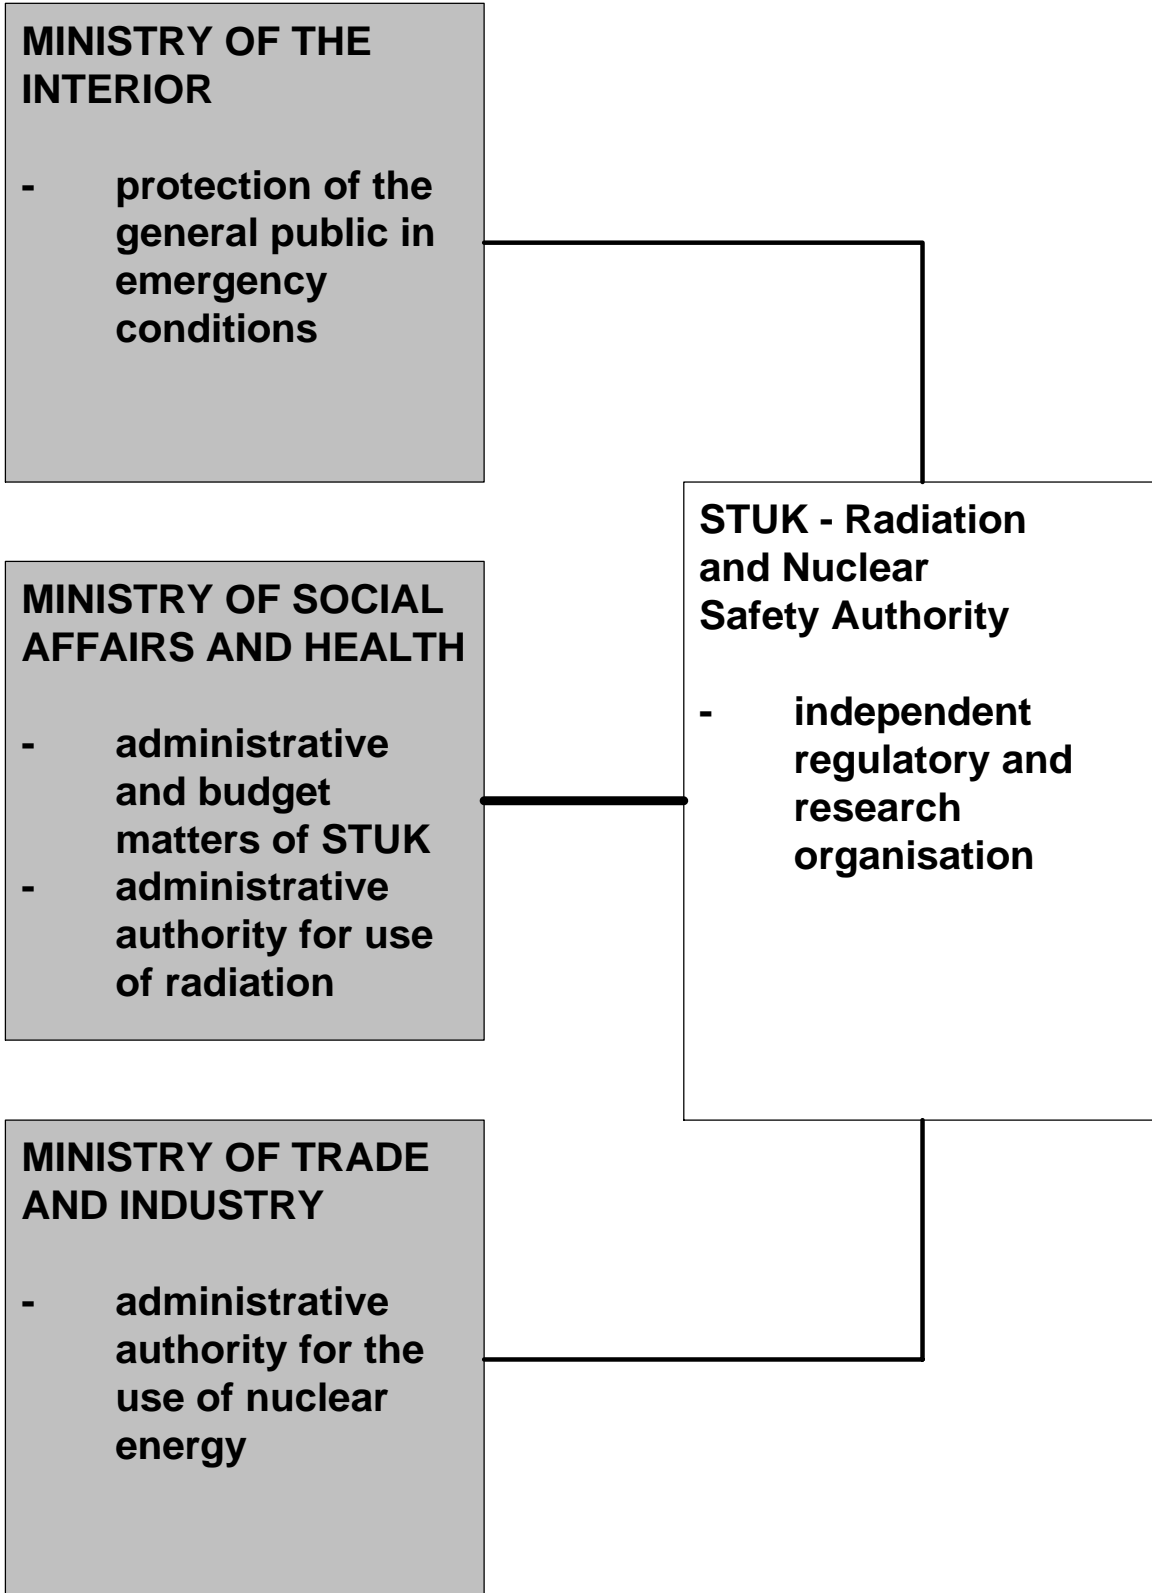 MINISTRY OF THE
INTERIOR
- protection of the
general public in
emergency
conditions
MINISTRY OF SOCIAL
AFFAIRS AND HEALTH
- administrative
and budget
matters of STUK
- administrative
authority for use
of radiation
MINISTRY OF TRADE
AND INDUSTRY
- administrative
authority for the
use of nuclear
energy
STUK - Radiation
and Nuclear
Safety Authority
- independent
regulatory and
research
organisation